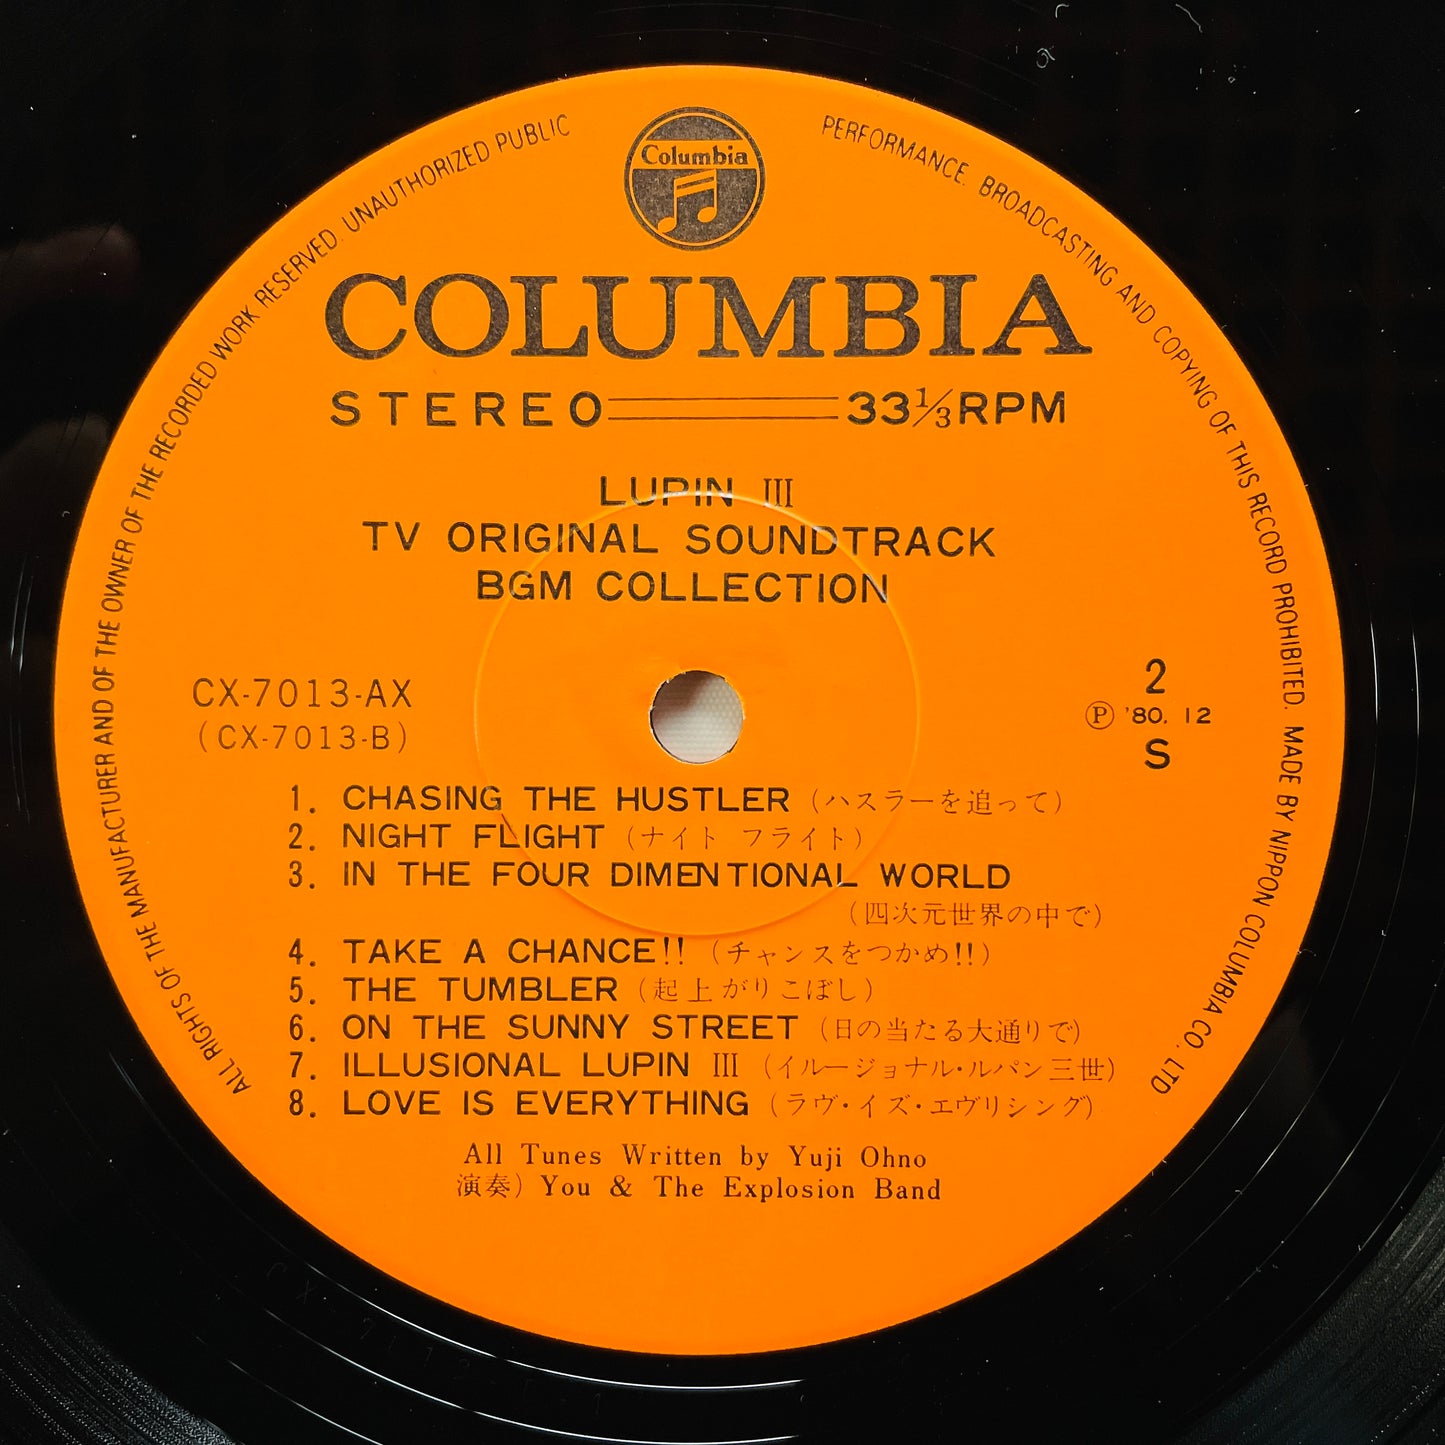 ALL RIGHTS OF THE MANUFACTURER AND OF THE OWNER OF THE RECORDED WORK RESERVED. UNAUTHORIZED PUBLIC PERFORMANCE. BROADCASTING AND COPYING OF THIS RECORD PROHIBITED. MADE BY NIPPON COLUMBIA CO., LTD
Columbia
COLUMBIA
STEREO 33 1/3 RPM
LUPIN III
TV ORIGINAL SOUNDTRACK
BGM COLLECTION
CX-7013-AX
(CX-7013-B)
2
Ⓟ '80. 12
S
1. CHASING THE HUSTLER (ハスラーを追って)
2. NIGHT FLIGHT (ナイト フライト)
3. IN THE FOUR DIMENTIONAL WORLD
(四次元世界の中で)
4. TAKE A CHANCE!! (チャンスをつかめ!!)
5. THE TUMBLER (起上がりこぼし)
6. ON THE SUNNY STREET (日の当たる大通りで)
7. ILLUSIONAL LUPIN III (イルージョナル・ルパン三世)
8. LOVE IS EVERYTHING (ラヴ・イズ・エヴリシング)
All Tunes Written by Yuji Ohno
演奏) You & The Explosion Band